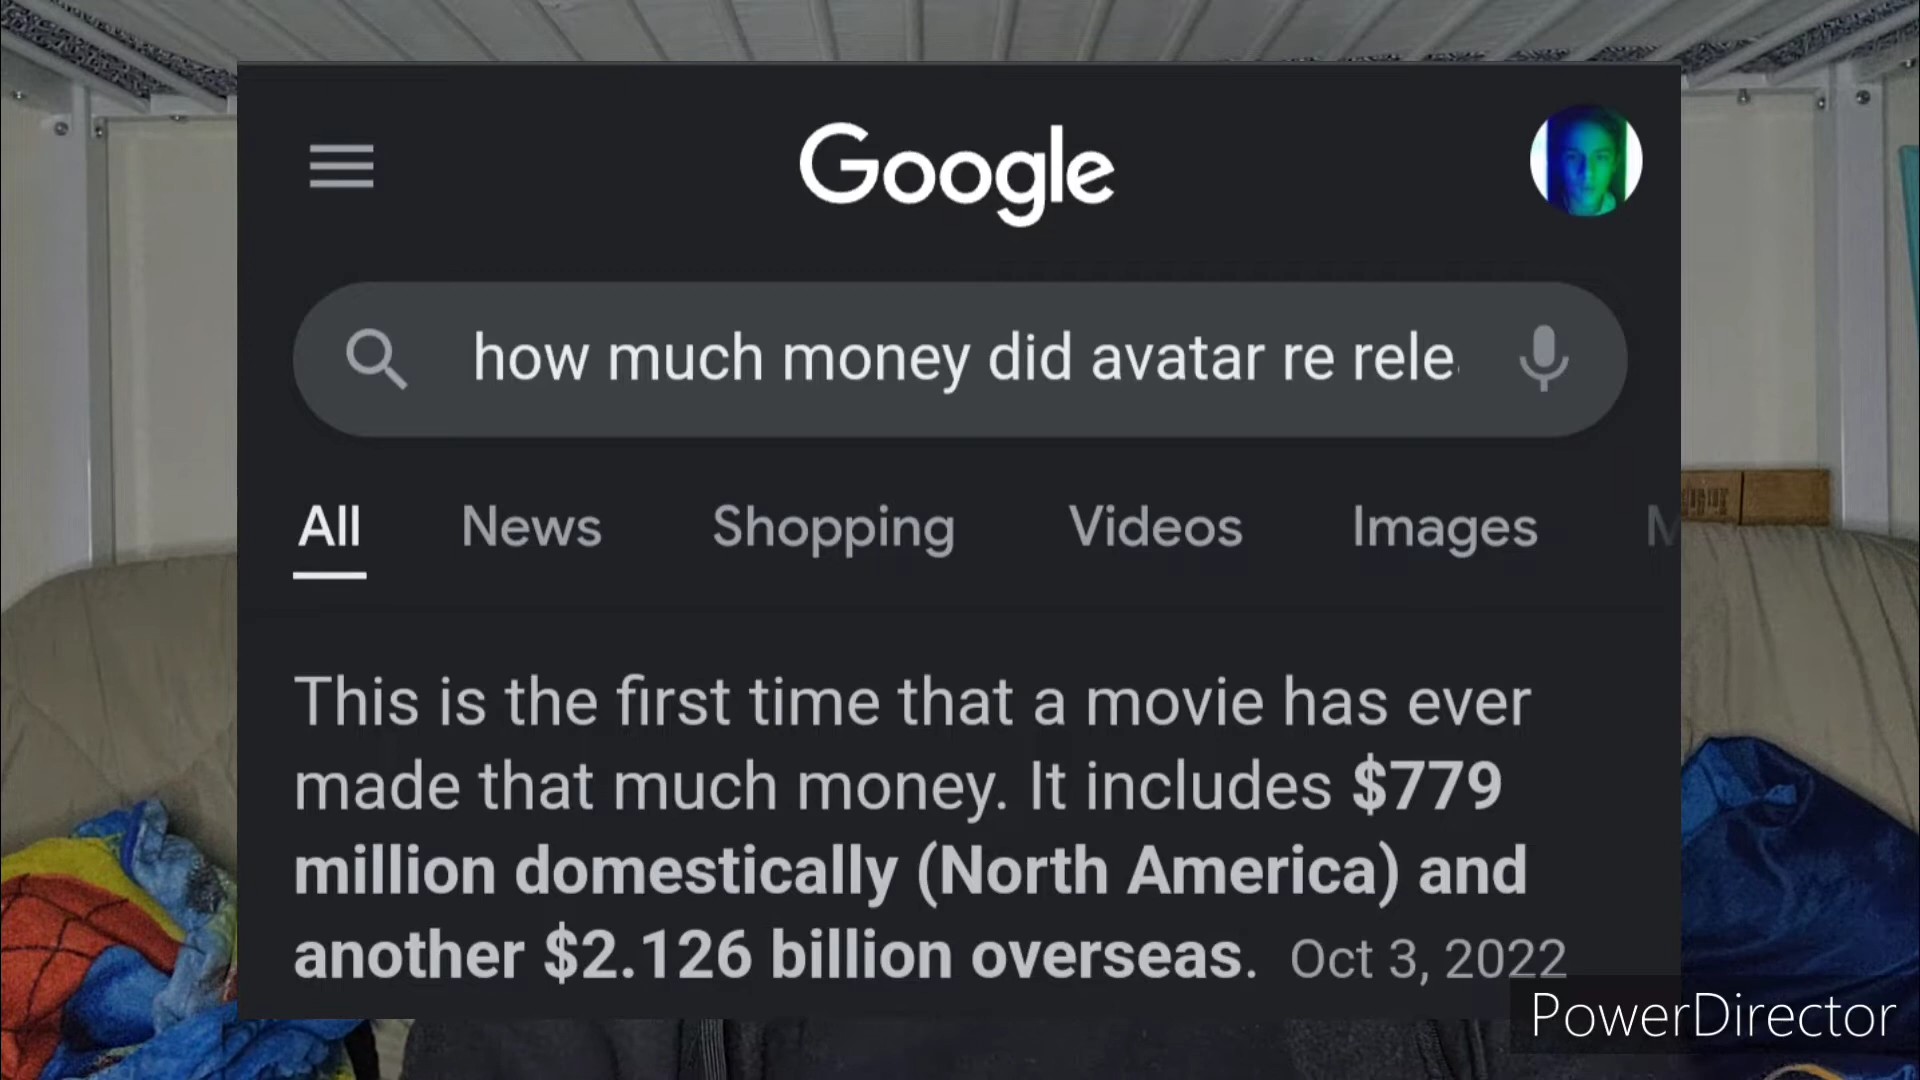 Google
how much money did avatar re rele
All News Shopping Videos Images M
This is the first time that a movie has ever
made that much money. It includes $779
million domestically (North America) and
another $2.126 billion overseas. Oct 3, 2022
PowerDirector